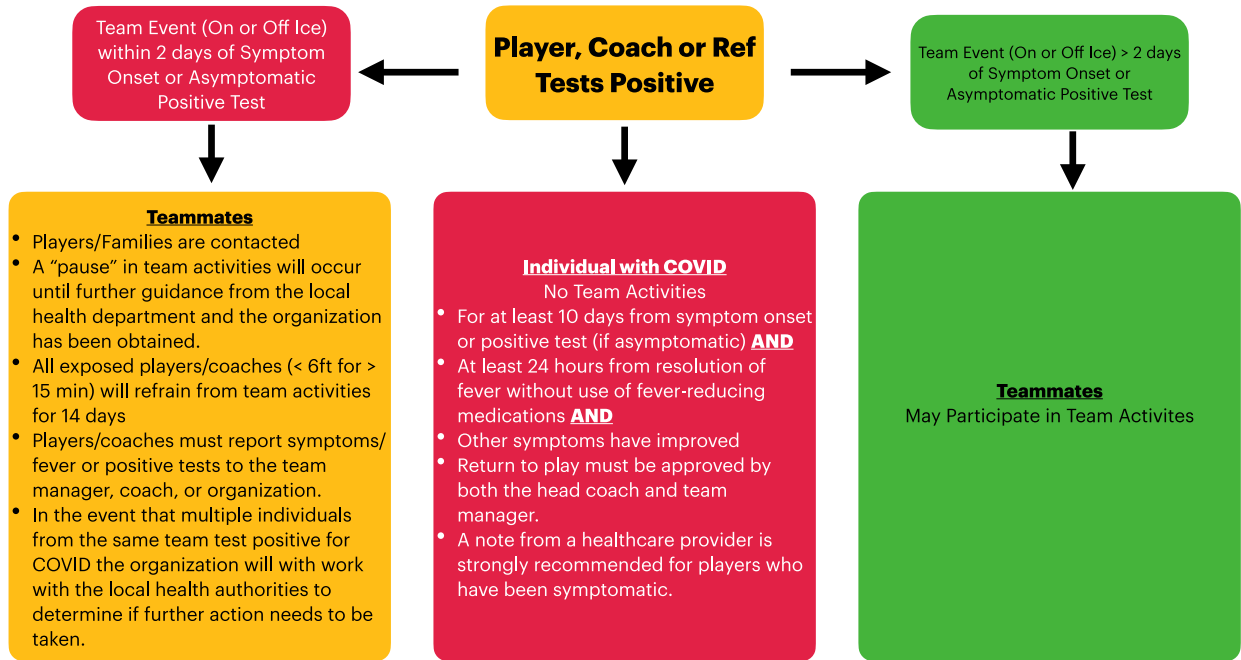 Team Event (On or Off Ice)
within 2 days of Symptom
Onset or Asymptomatic
Positive Test
Player, Coach or Ref
Tests Positive
Team Event (On or Off Ice) > 2 days
of Symptom Onset or
Asymptomatic Positive Test
Teammates
• Players/Families are contacted
• A “pause” in team activities will occur
until further guidance from the local
health department and the organization
has been obtained.
• All exposed players/coaches (< 6ft for >
15 min) will refrain from team activities
for 14 days
• Players/coaches must report symptoms/
fever or positive tests to the team
manager, coach, or organization.
• In the event that multiple individuals
from the same team test positive for
COVID the organization will with work
with the local health authorities to
determine if further action needs to be
taken.
Individual with COVID
No Team Activities
• For at least 10 days from symptom onset
or positive test (if asymptomatic) AND
• At least 24 hours from resolution of
fever without use of fever-reducing
medications AND
• Other symptoms have improved
• Return to play must be approved by
both the head coach and team
manager.
• A note from a healthcare provider is
strongly recommended for players who
have been symptomatic.
Teammates
May Participate in Team Activites